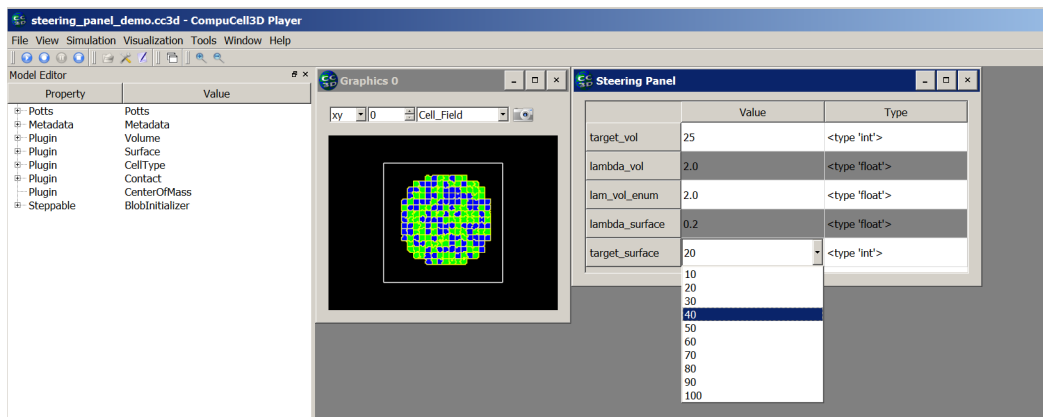 steering_panel_demo.cc3d - CompuCell3D Player
File View Simulation Visualization Tools Window Help
Model Editor
Property Value
Potts Potts
Metadata Metadata
Plugin Volume
Plugin Surface
Plugin CellType
Plugin Contact
Plugin CenterOfMass
Steppable BlobInitializer
Graphics 0
xy 0 Cell_Field
Steering Panel
Value Type
target_vol 25 <type 'int'>
lambda_vol 2.0 <type 'float'>
lam_vol_enum 2.0 <type 'float'>
lambda_surface 0.2 <type 'float'>
target_surface 20 <type 'int'>
10
20
30
40
50
60
70
80
90
100